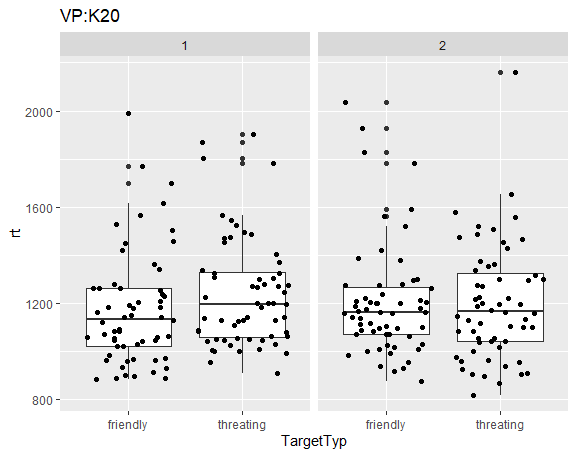 VP:K20
1 2
rt
2000
1600
1200
800
friendly threating friendly threating
TargetTyp